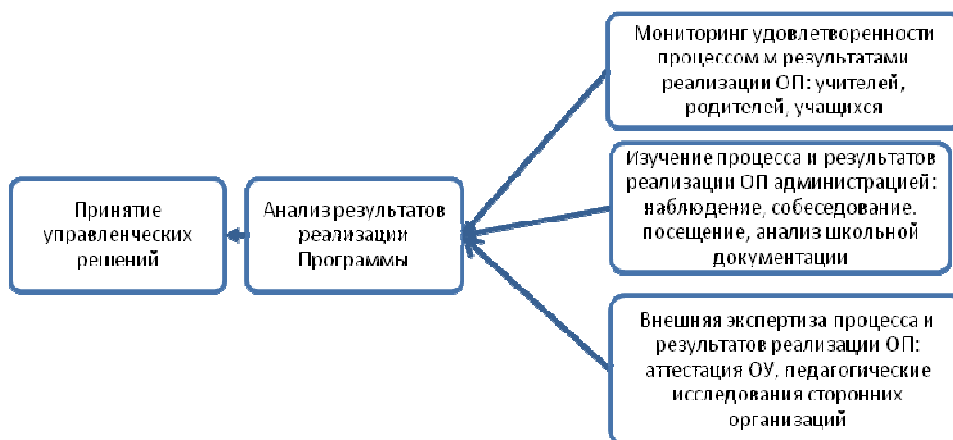 Мониторинг удовлетворенности
процессом м результатами
реализации ОП: учителей,
родителей, учащихся
Изучение процесса и результатов
реализации ОП администрацией:
наблюдение, собеседование.
посещение, анализ школьной
документации
Принятие
управленческих
решений
Анализ результатов
реализации
Программы
Внешняя экспертиза процесса и
результатов реализации ОП:
аттестация ОУ, педагогические
исследования сторонних
организаций